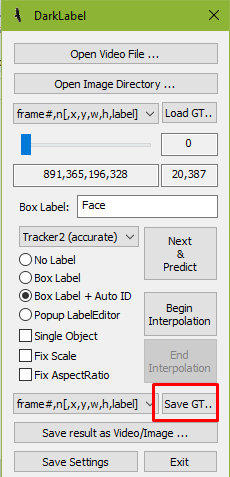 DarkLabel
Open Video File ...
Open Image Directory ...
frame#,n[,x,y,w,h,label]
Load GT..
0
891,365,196,328
20,387
Box Label:
Face
Tracker2 (accurate)
Next
&
Predict
No Label
Box Label
Box Label + Auto ID
Popup LabelEditor
Begin
Interpolation
Single Object
Fix Scale
Fix AspectRatio
End
Interpolation
frame#,n[,x,y,w,h,label]
Save GT..
Save result as Video/Image ...
Save Settings
Exit